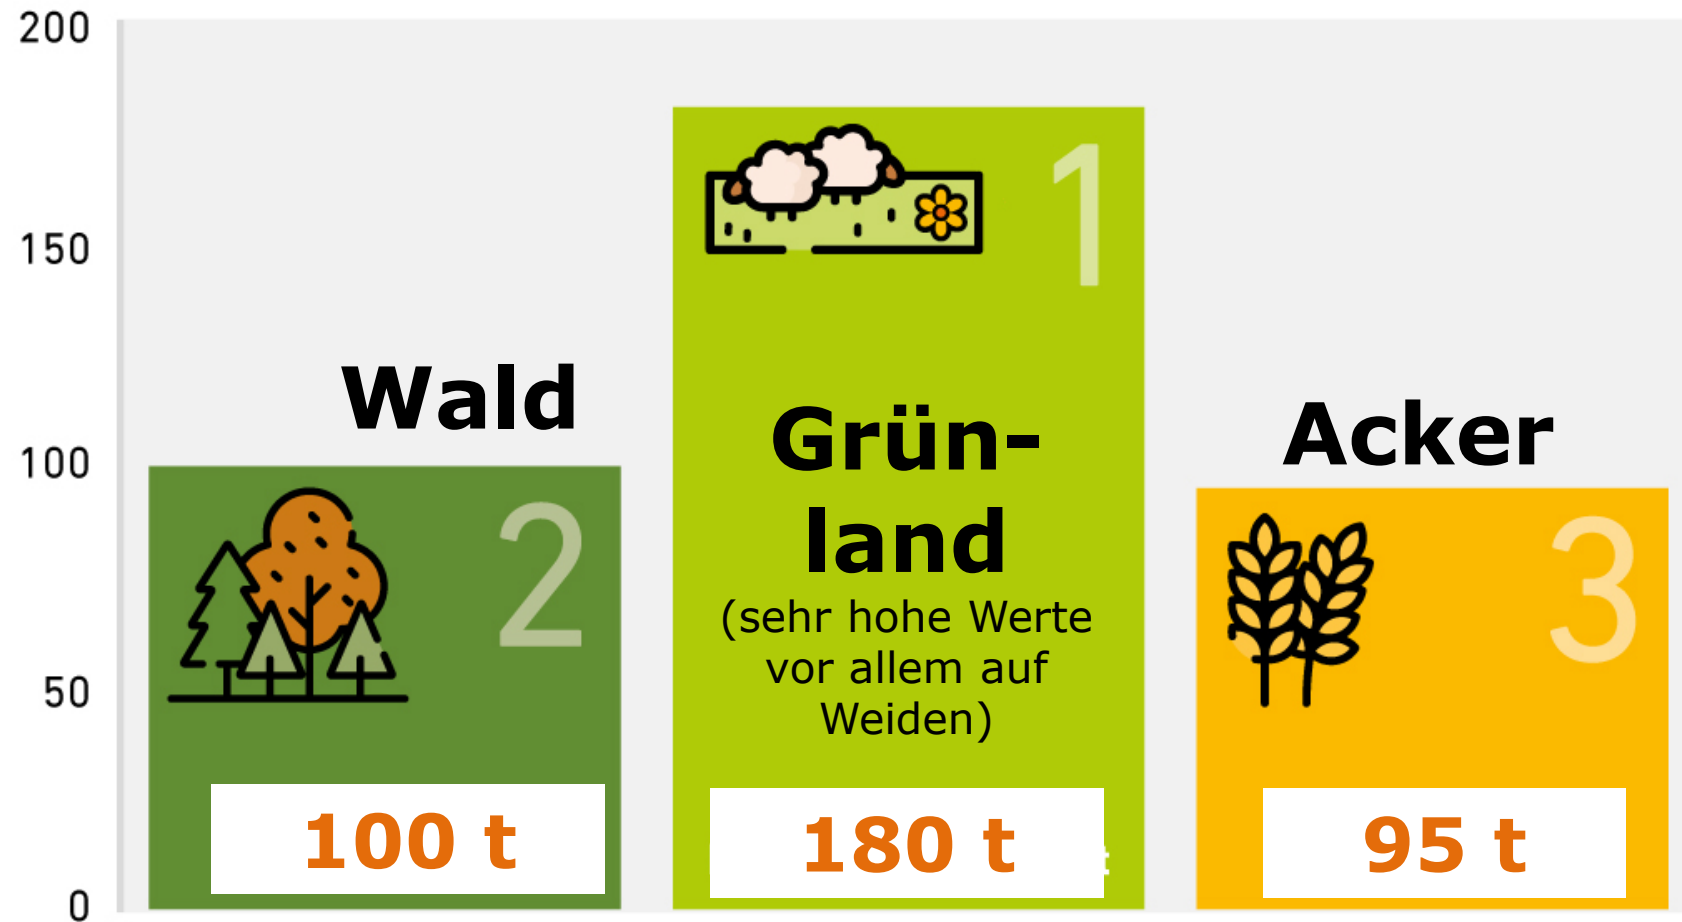 200
150
100
50
0
Wald
2
100 t
1
Grün-
land
(sehr hohe Werte
vor allem auf
Weiden)
180 t
Acker
3
95 t